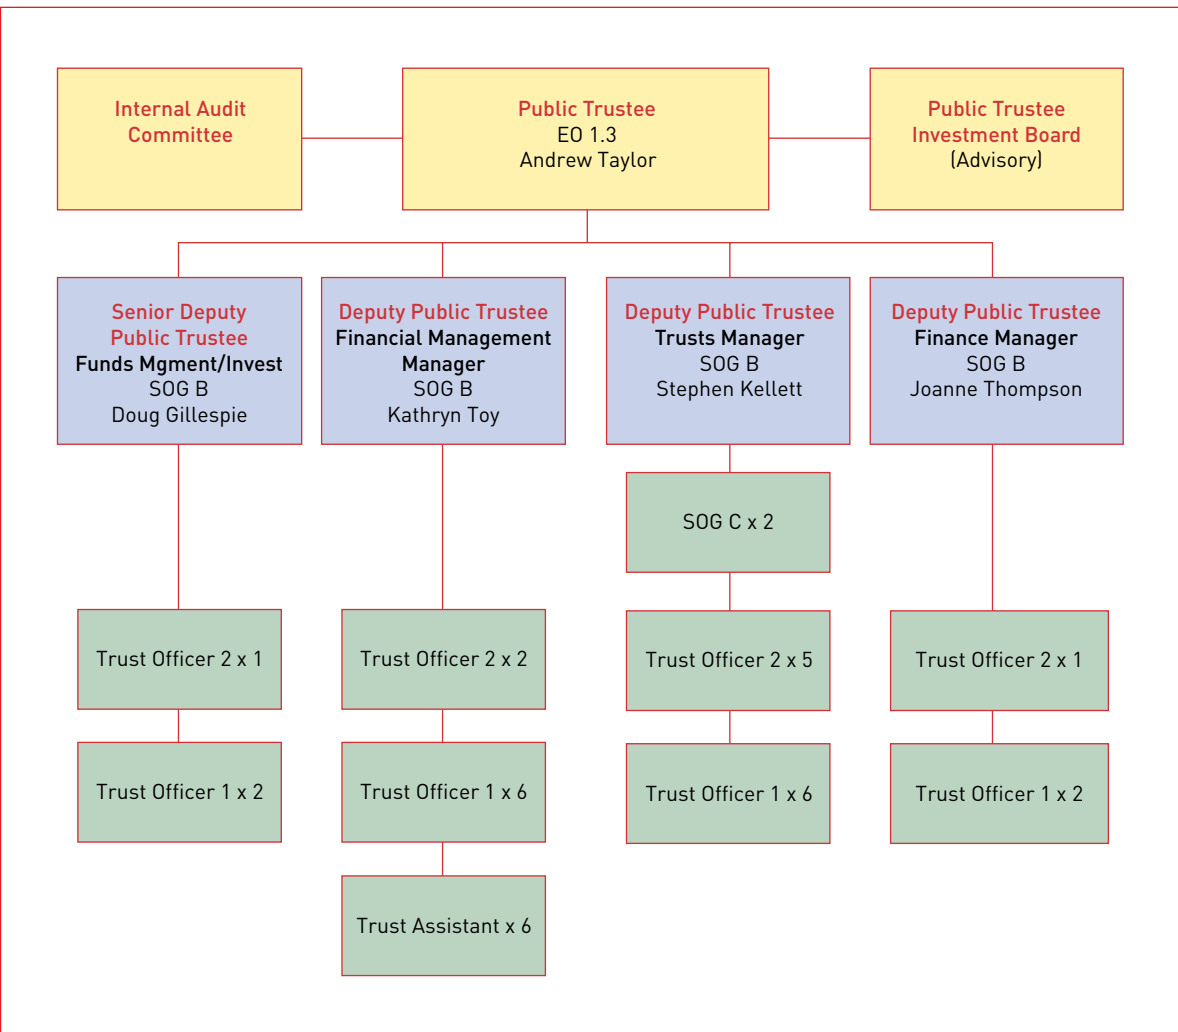 Internal Audit
Committee
Public Trustee
EO 1.3
Andrew Taylor
Public Trustee
Investment Board
(Advisory)
Senior Deputy
Public Trustee
Funds Mgment/Invest
SOG B
Doug Gillespie
Deputy Public Trustee
Financial Management
Manager
SOG B
Kathryn Toy
Deputy Public Trustee
Trusts Manager
SOG B
Stephen Kellett
Deputy Public Trustee
Finance Manager
SOG B
Joanne Thompson
SOG C x 2
Trust Officer 2 x 1
Trust Officer 2 x 2
Trust Officer 2 x 5
Trust Officer 2 x 1
Trust Officer 1 x 2
Trust Officer 1 x 6
Trust Officer 1 x 6
Trust Officer 1 x 2
Trust Assistant x 6